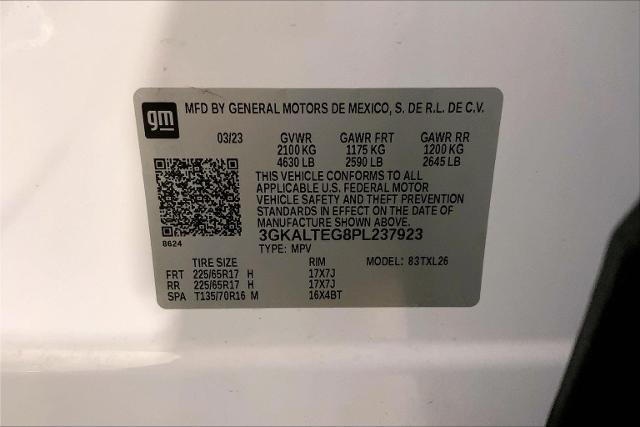 gm MFD BY GENERAL MOTORS DE MEXICO, S. DE R.L. DE C.V.
03/23 GVWR GAWR FRT GAWR RR
2100 KG 1175 KG 1200 KG
4630 LB 2590 LB 2645 LB
THIS VEHICLE CONFORMS TO ALL
APPLICABLE U.S. FEDERAL MOTOR
VEHICLE SAFETY AND THEFT PREVENTION
STANDARDS IN EFFECT ON THE DATE OF
MANUFACTURE SHOWN ABOVE.
3GKALTEG8PL237923
8624
TYPE: MPV
TIRE SIZE RIM MODEL: 83TXL26
FRT 225/65R17 H 17X7J
RR 225/65R17 H 17X7J
SPA T135/70R16 M 16X4BT